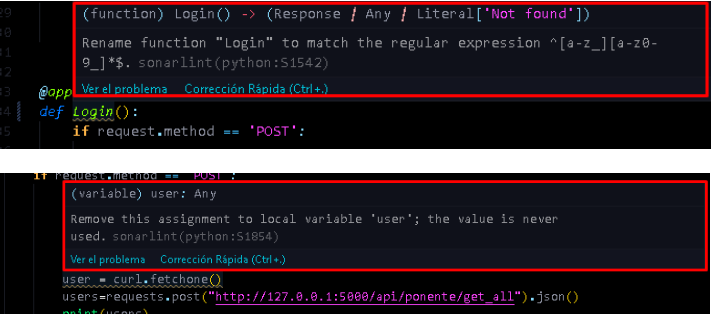 29
(function) Login() -> (Response / Any / Literal['Not found'])
30
31
Rename function "Login" to match the regular expression ^[a-z_][a-z0-
9_]*$. sonarlint(python:S1542)
32
Ver el problema Corrección Rápida (Ctrl+.)
33 @app
34 def Login():
35 if request.method == 'POST':
if request.method == 'POST':
(variable) user: Any
Remove this assignment to local variable 'user'; the value is never
used. sonarlint(python:S1854)
Ver el problema Corrección Rápida (Ctrl+.)
user = curl.fetchone()
users=requests.post("http://127.0.0.1:5000/api/ponente/get_all").json()
print(users)